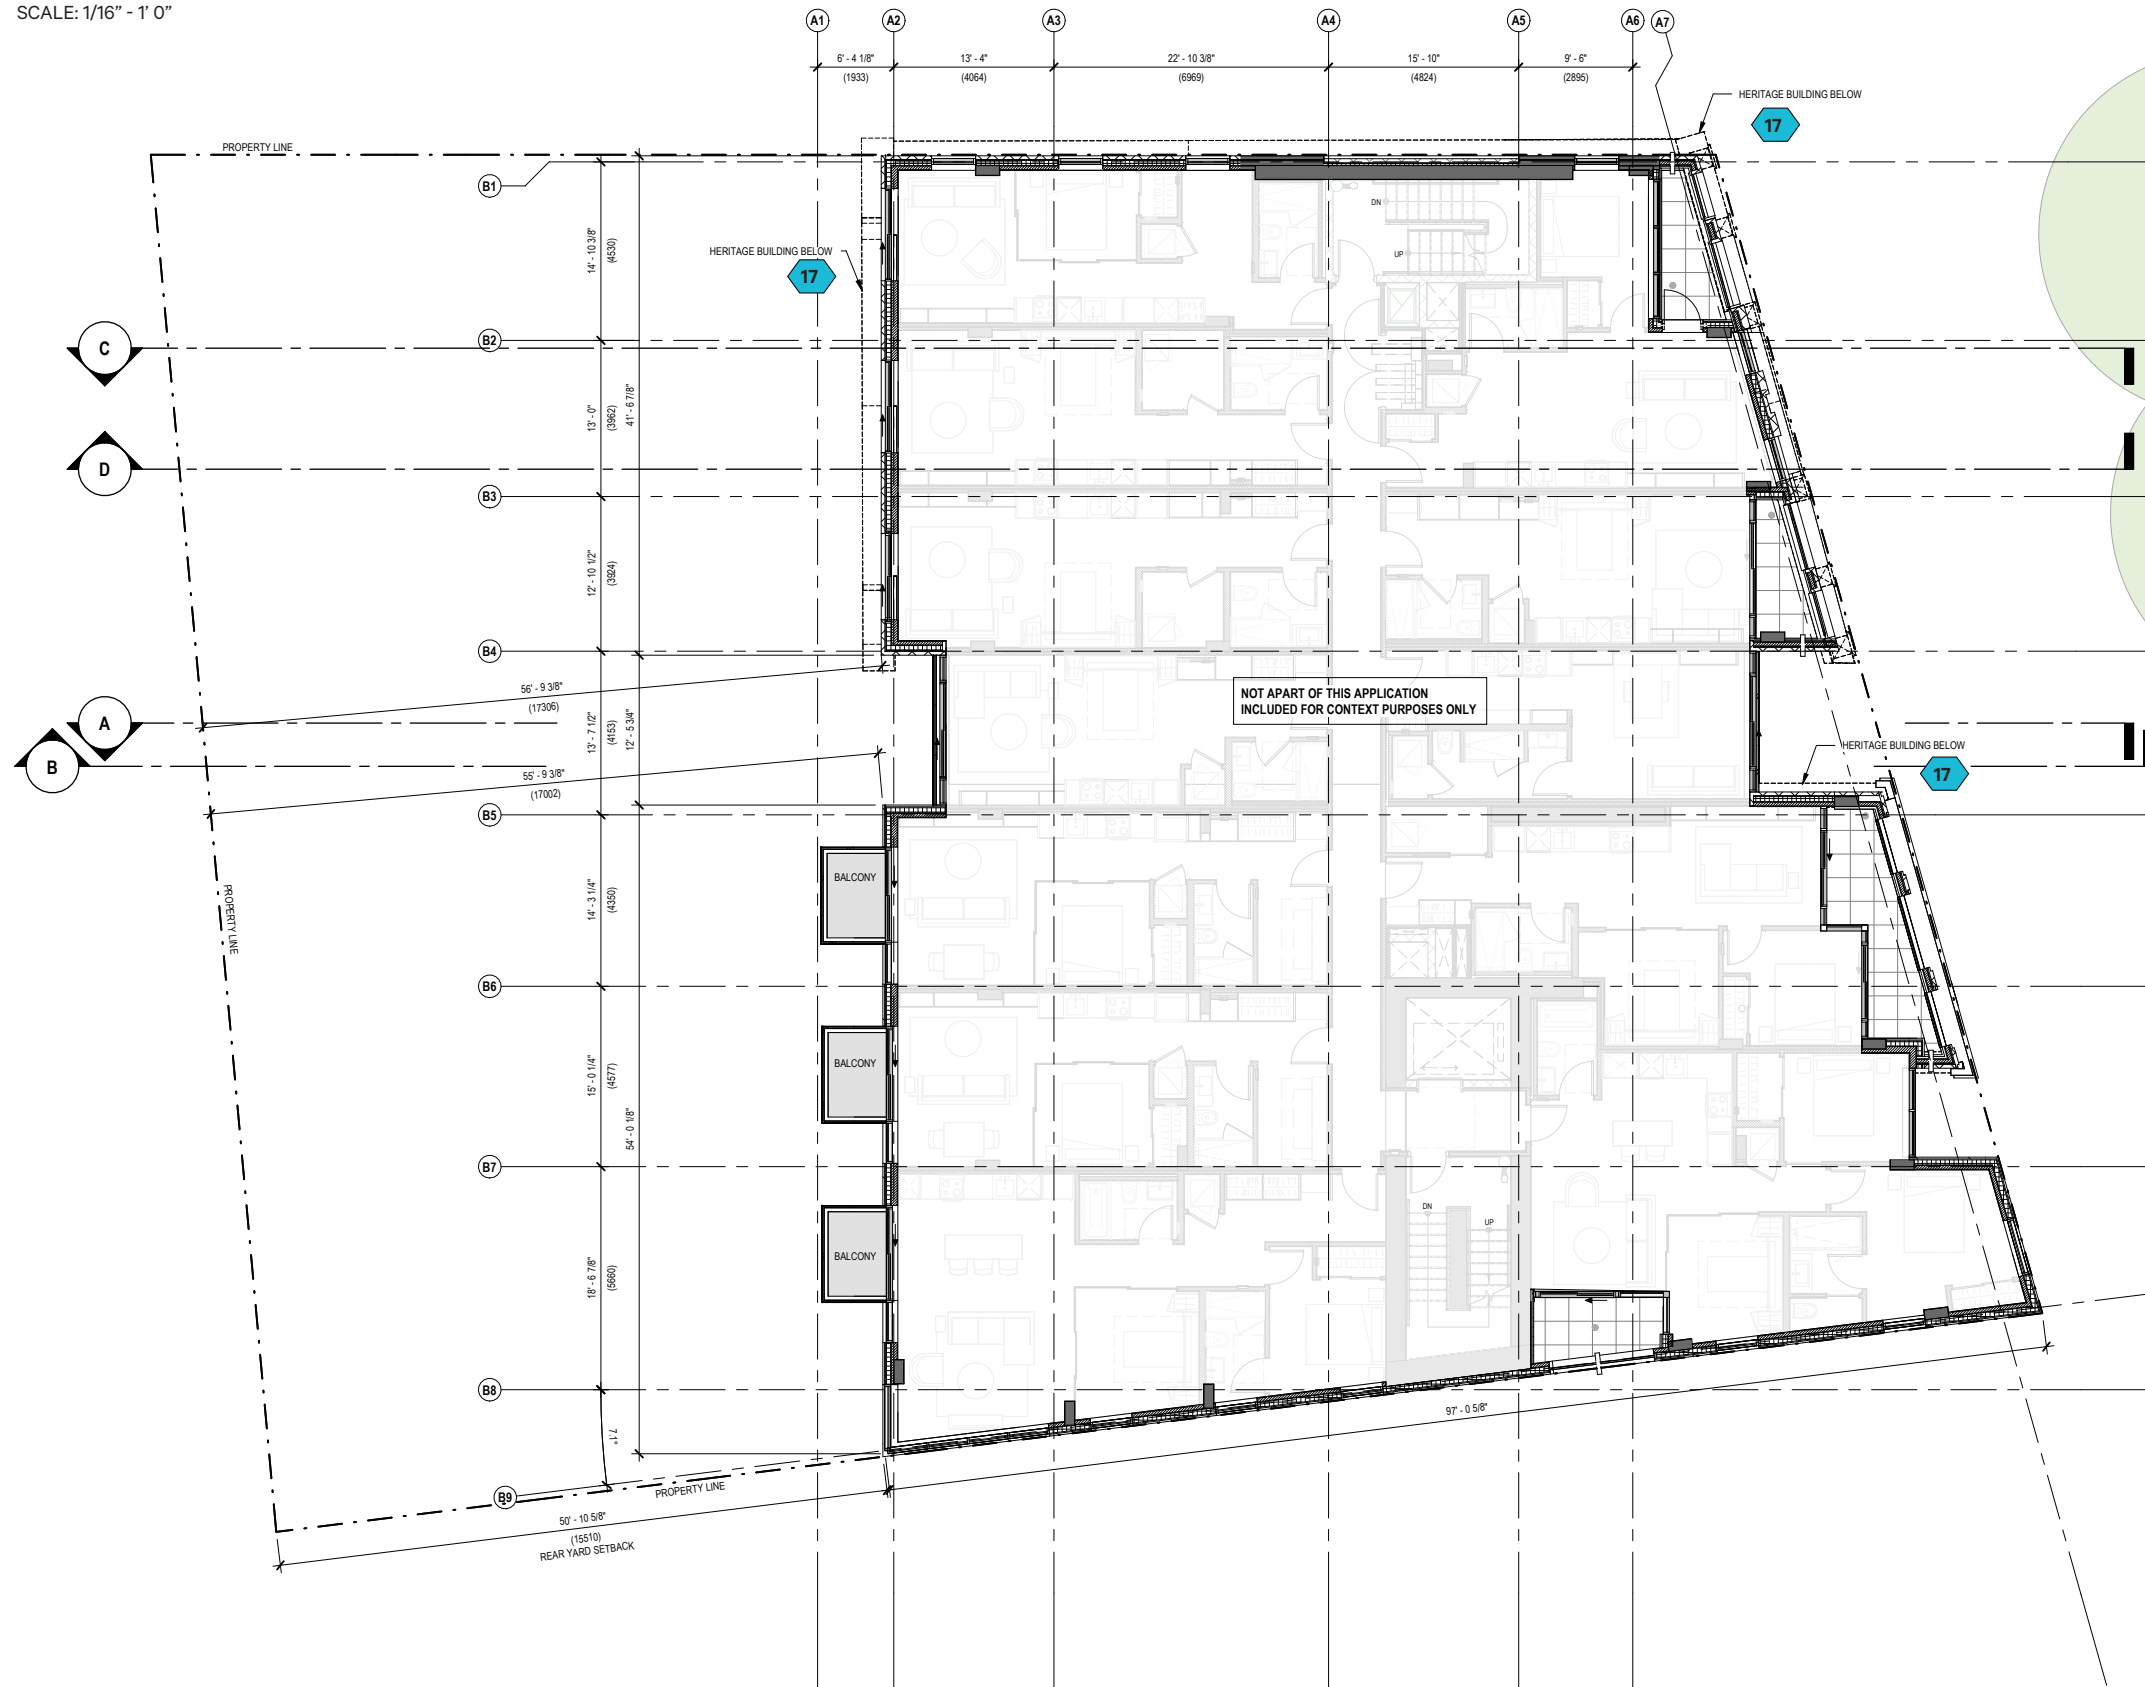 SCALE: 1/16” - 1’ 0”
A1
A2
A3
A4
A5
A6
A7
6' - 4 1/8"
(1933)
13' - 4"
(4064)
22' - 10 3/8"
(6969)
15' - 10"
(4824)
9' - 6"
(2895)
HERITAGE BUILDING BELOW
17
PROPERTY LINE
B1
14' - 10 3/8"
(4530)
HERITAGE BUILDING BELOW
17
DN
UP
B2
C
13' - 0"
(3962)
41' - 6 7/8"
D
B3
12' - 10 1/2"
(3924)
B4
56' - 9 3/8"
(17306)
NOT APART OF THIS APPLICATION
INCLUDED FOR CONTEXT PURPOSES ONLY
A
B
13' - 7 1/2"
(4153)
12' - 5 3/4"
55' - 9 3/8"
(17002)
HERITAGE BUILDING BELOW
17
B5
BALCONY
14' - 3 1/4"
(4350)
PROPERTY LINE
B6
BALCONY
15' - 0 1/4"
(4577)
54' - 0 1/8"
B7
DN
UP
BALCONY
18' - 6 7/8"
(5660)
B8
97' - 0 5/8"
7.1°
B9
PROPERTY LINE
50' - 10 5/8"
(15510)
REAR YARD SETBACK